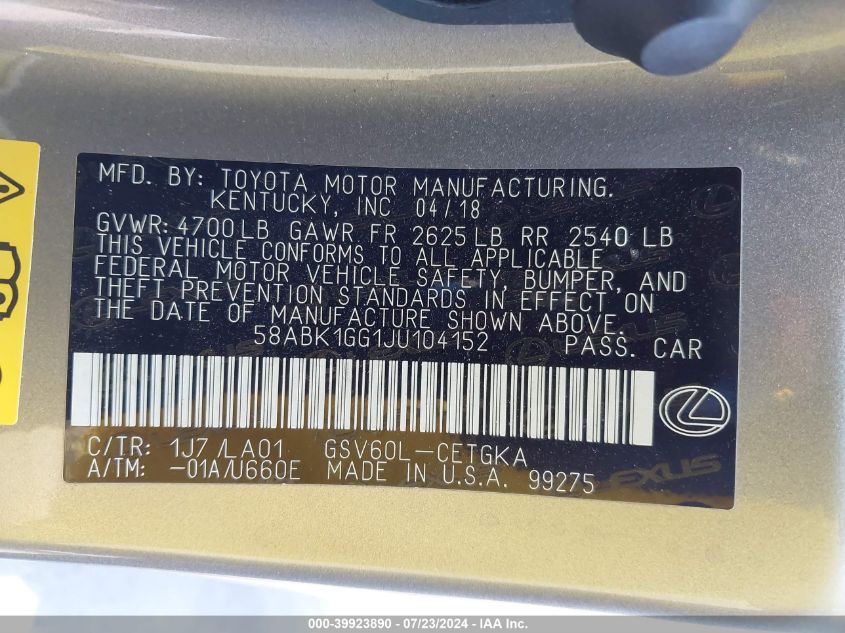 MFD. BY: TOYOTA MOTOR MANUFACTURING.
KENTUCKY, INC 04/18
GVWR: 4700 LB GAWR FR 2625 LB RR 2540 LB
THIS VEHICLE CONFORMS TO ALL APPLICABLE
FEDERAL MOTOR VEHICLE SAFETY, BUMPER, AND
THEFT PREVENTION STANDARDS IN EFFECT ON
THE DATE OF MANUFACTURE SHOWN ABOVE.
58ABK1GG1JU104152 PASS. CAR
C/TR: 1J7 /LA01 GSV60L-CETGKA
A/TM: -01A/U660E MADE IN U.S.A. 99275
LEXUS
000-39923890 - 07/23/2024 - IAA Inc.